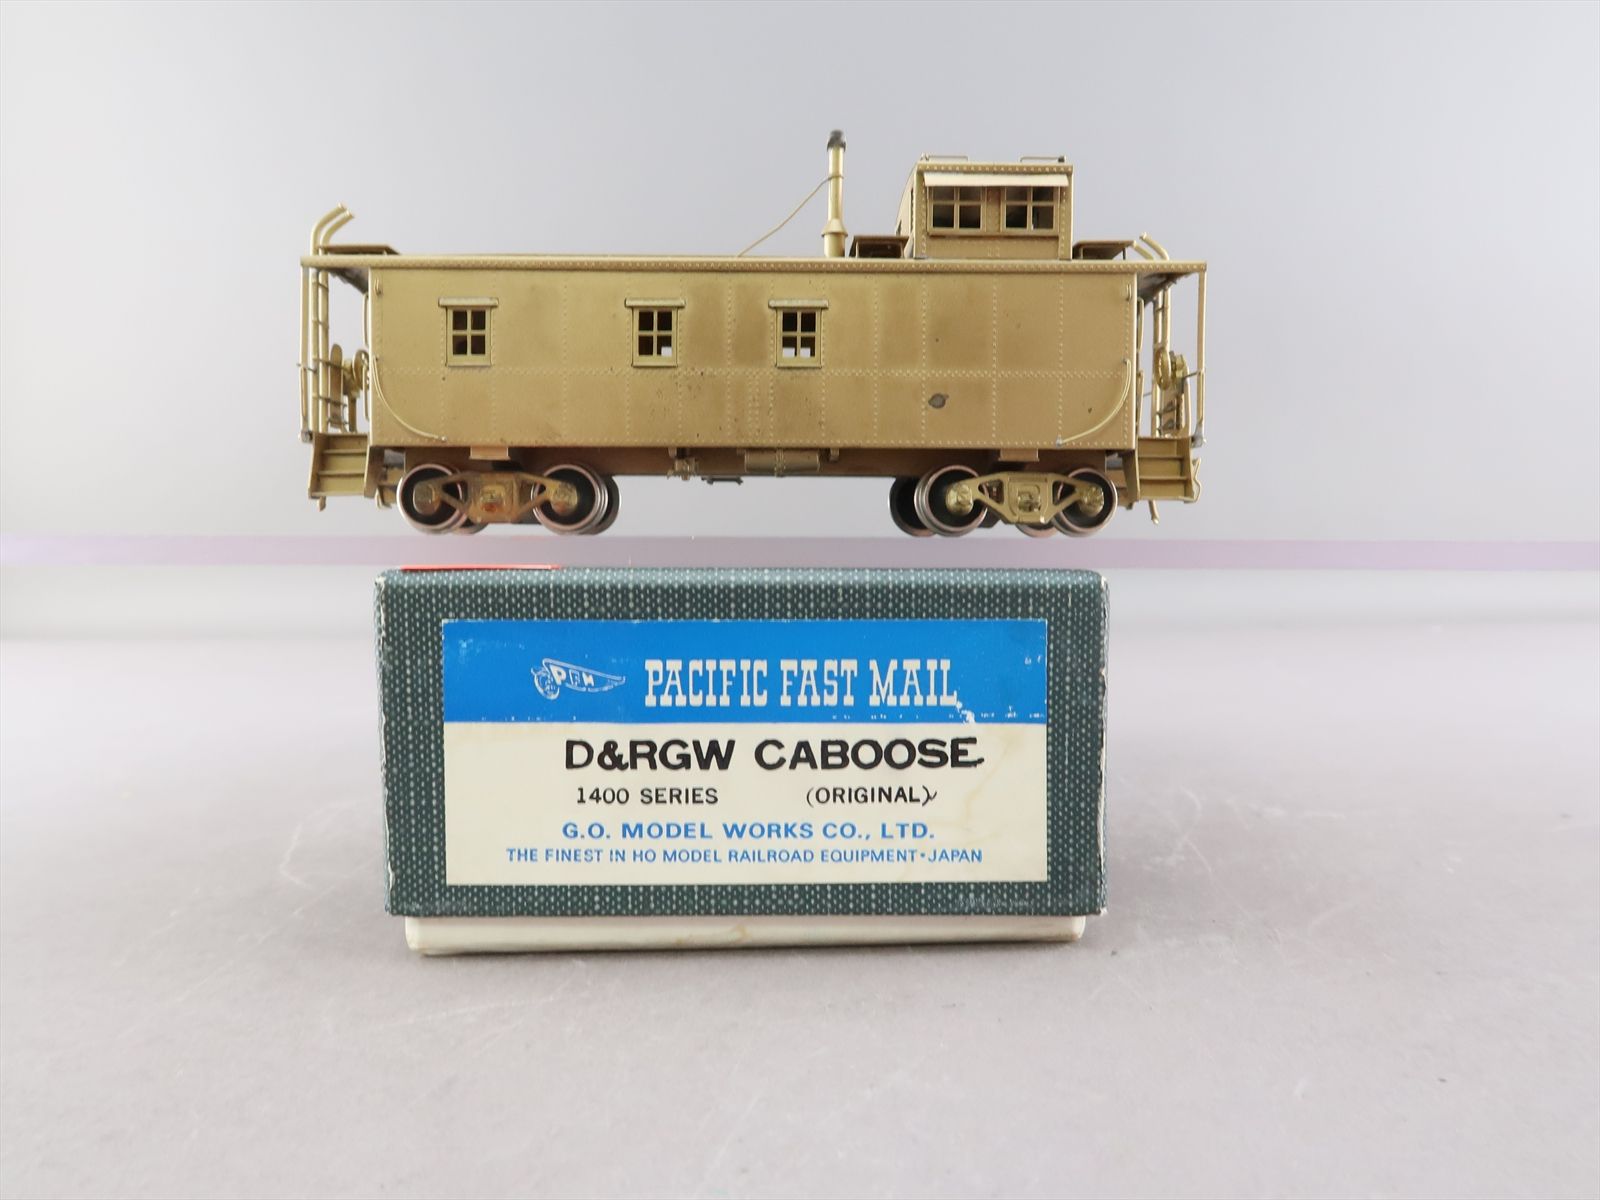 PFM PACIFIC FAST MAIL
D&RGW CABOOSE
1400 SERIES (ORIGINAL)
G.O. MODEL WORKS CO., LTD.
THE FINEST IN HO MODEL RAILROAD EQUIPMENT•JAPAN